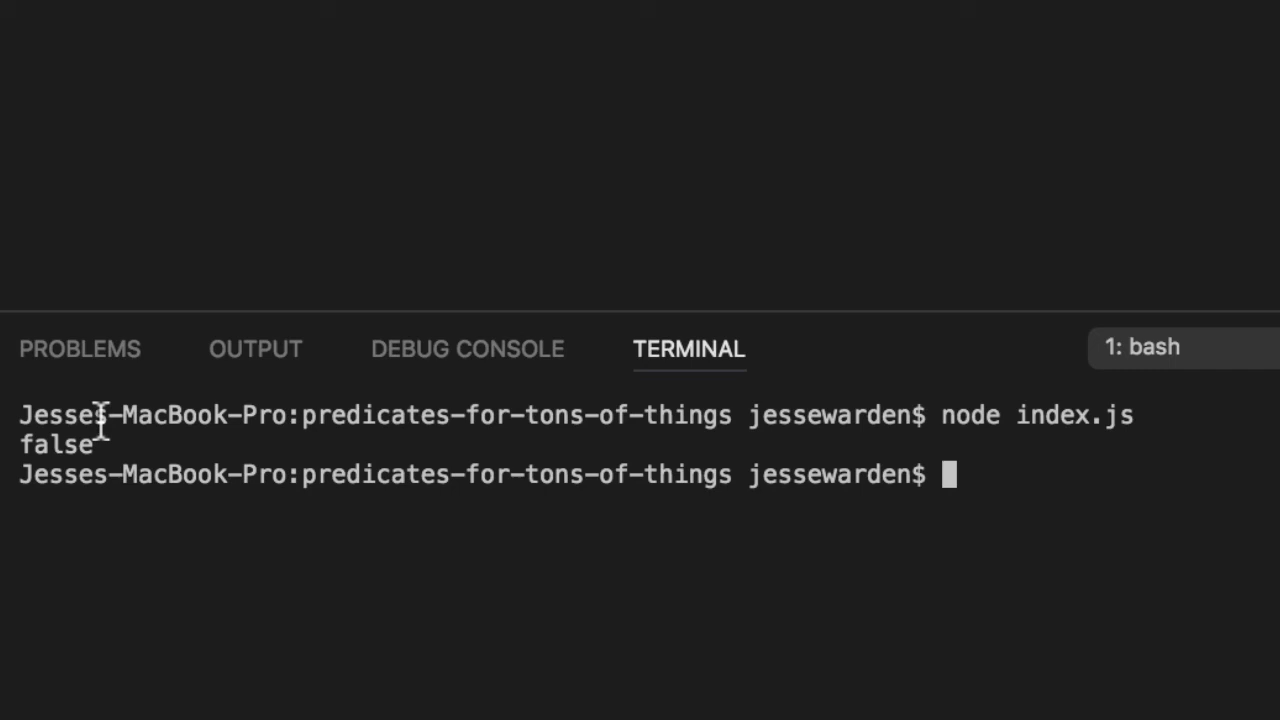 PROBLEMS OUTPUT DEBUG CONSOLE TERMINAL 1: bash
Jesses-MacBook-Pro:predicates-for-tons-of-things jessewarden$ node index.js
false
Jesses-MacBook-Pro:predicates-for-tons-of-things jessewarden$